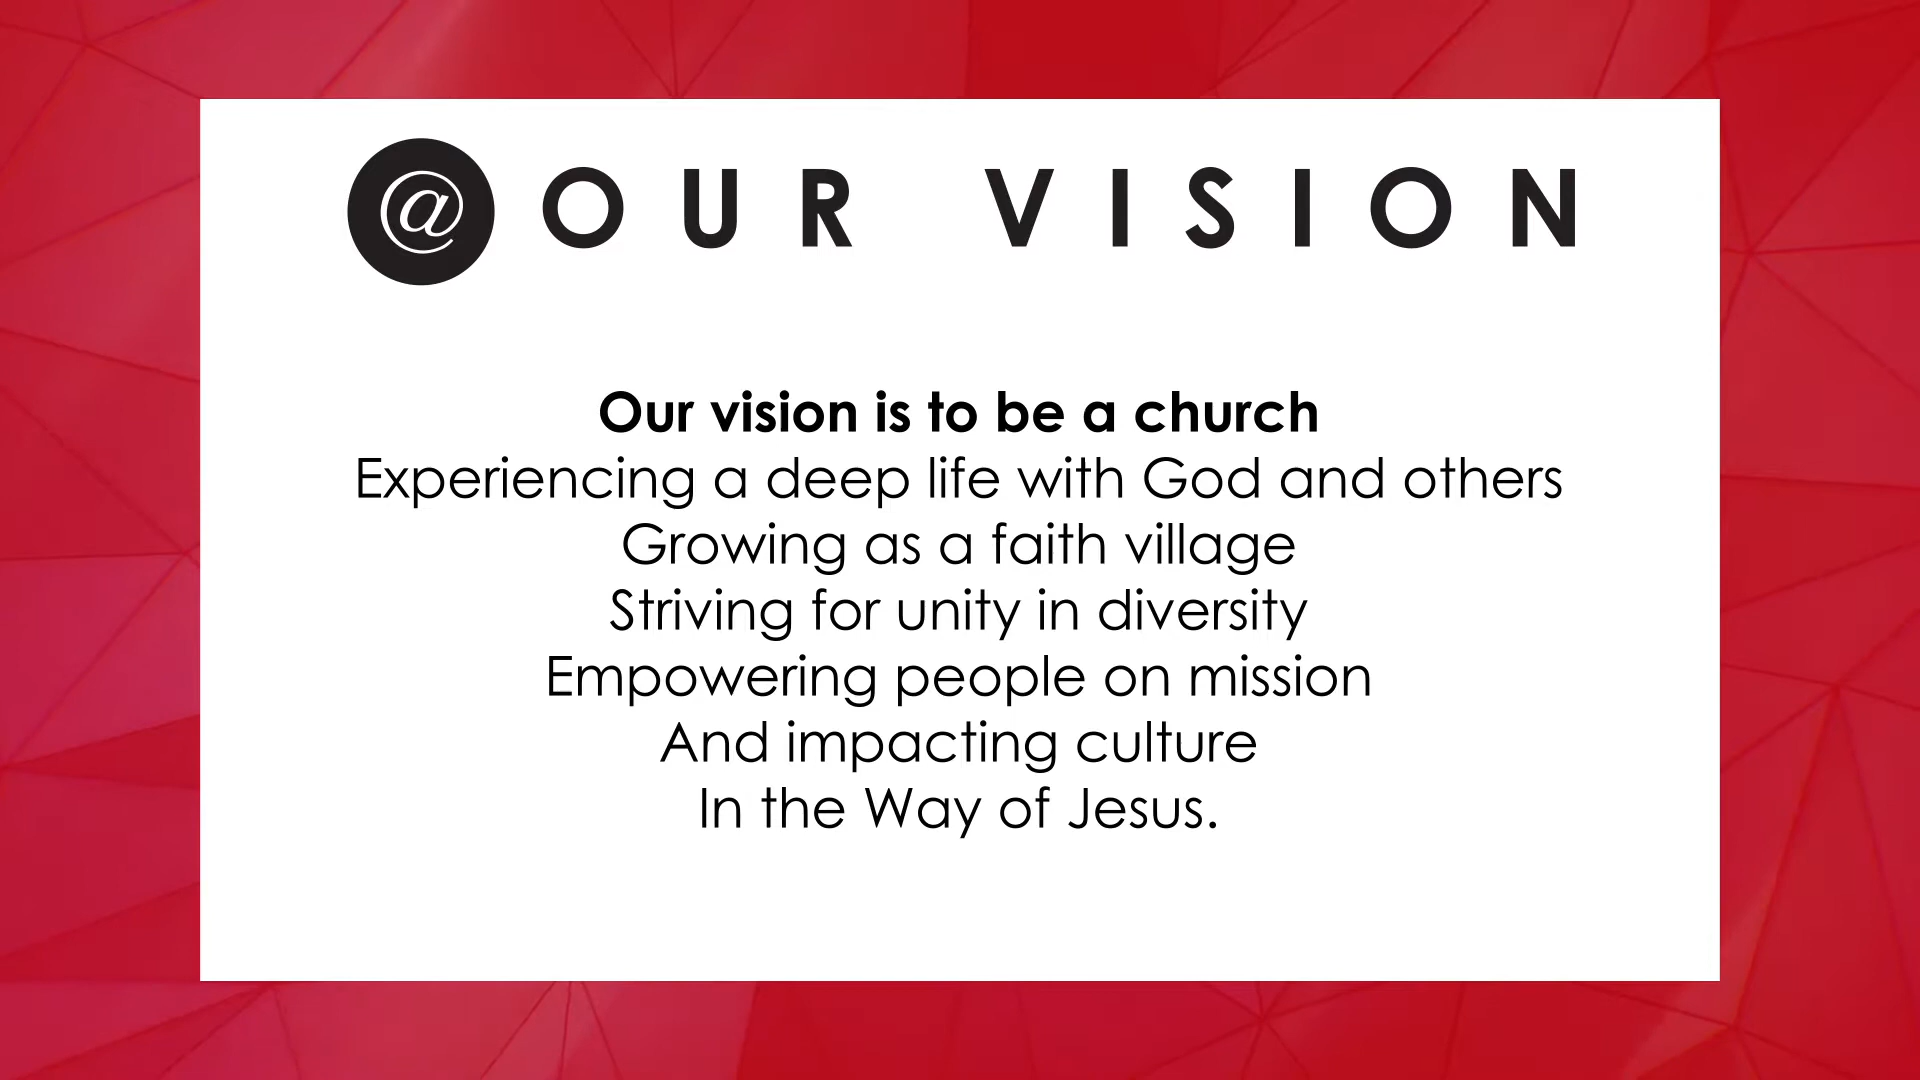 @ OUR VISION
Our vision is to be a church
Experiencing a deep life with God and others
Growing as a faith village
Striving for unity in diversity
Empowering people on mission
And impacting culture
In the Way of Jesus.